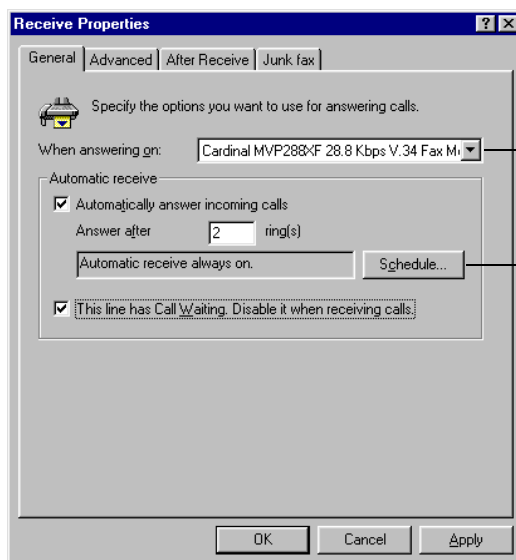 Receive Properties
General Advanced After Receive Junk fax
Specify the options you want to use for answering calls.
When answering on: Cardinal MVP288XF 28.8 Kbps V.34 Fax M
Automatic receive
Automatically answer incoming calls
Answer after 2 ring(s)
Automatic receive always on. Schedule...
This line has Call Waiting. Disable it when receiving calls.
OK Cancel Apply